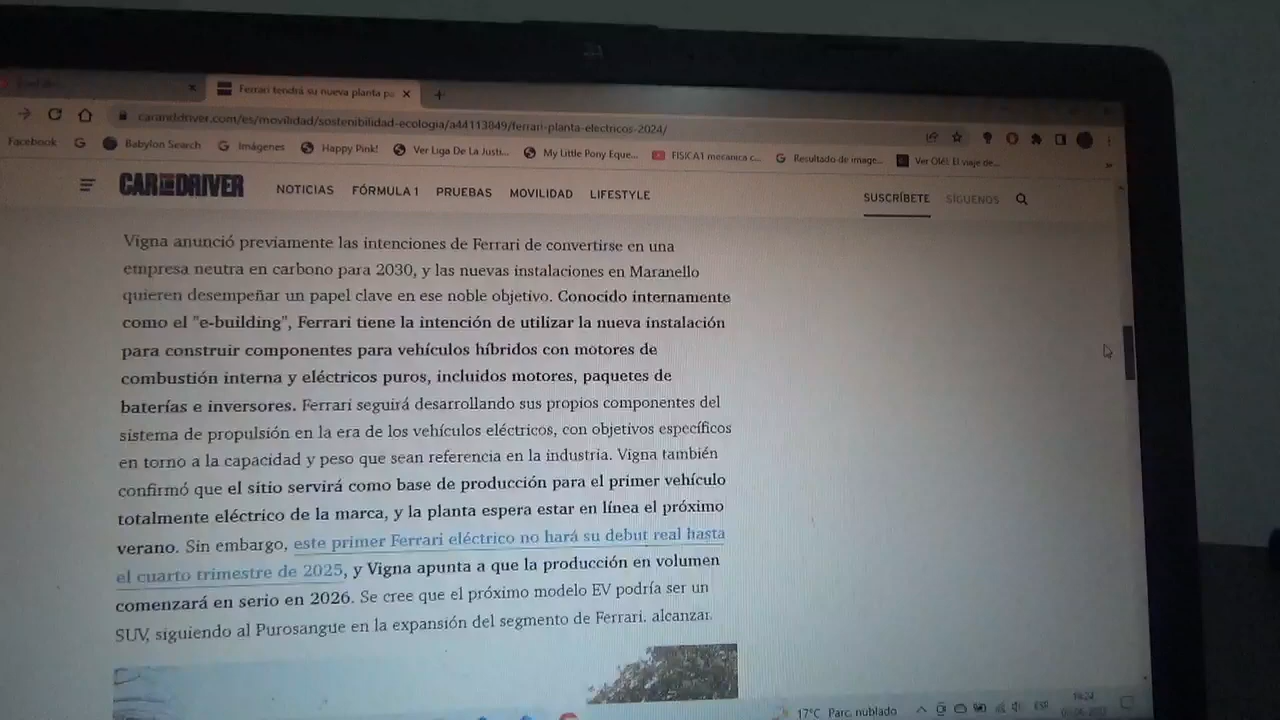 Ferrari tendrá su nueva planta pa
caranddriver.com/es/movilidad/sostenibilidad-ecologia/a44113849/ferrari-planta-electricos-2024/
Facebook Babylon Search Imágenes Happy Pink! Ver Liga De La Justi... My Little Pony Eque... FISICA1 mecanica c... Resultado de image... Ver Olé! El viaje de...
CAR AND DRIVER NOTICIAS FÓRMULA 1 PRUEBAS MOVILIDAD LIFESTYLE SUSCRÍBETE SÍGUENOS
Vigna anunció previamente las intenciones de Ferrari de convertirse en una
empresa neutra en carbono para 2030, y las nuevas instalaciones en Maranello
quieren desempeñar un papel clave en ese noble objetivo. Conocido internamente
como el "e-building", Ferrari tiene la intención de utilizar la nueva instalación
para construir componentes para vehículos híbridos con motores de
combustión interna y eléctricos puros, incluidos motores, paquetes de
baterías e inversores. Ferrari seguirá desarrollando sus propios componentes del
sistema de propulsión en la era de los vehículos eléctricos, con objetivos específicos
en torno a la capacidad y peso que sean referencia en la industria. Vigna también
confirmó que el sitio servirá como base de producción para el primer vehículo
totalmente eléctrico de la marca, y la planta espera estar en línea el próximo
verano. Sin embargo, este primer Ferrari eléctrico no hará su debut real hasta
el cuarto trimestre de 2025, y Vigna apunta a que la producción en volumen
comenzará en serio en 2026. Se cree que el próximo modelo EV podría ser un
SUV, siguiendo al Purosangue en la expansión del segmento de Ferrari. alcanzar.
17°C Parc. nublado ESP